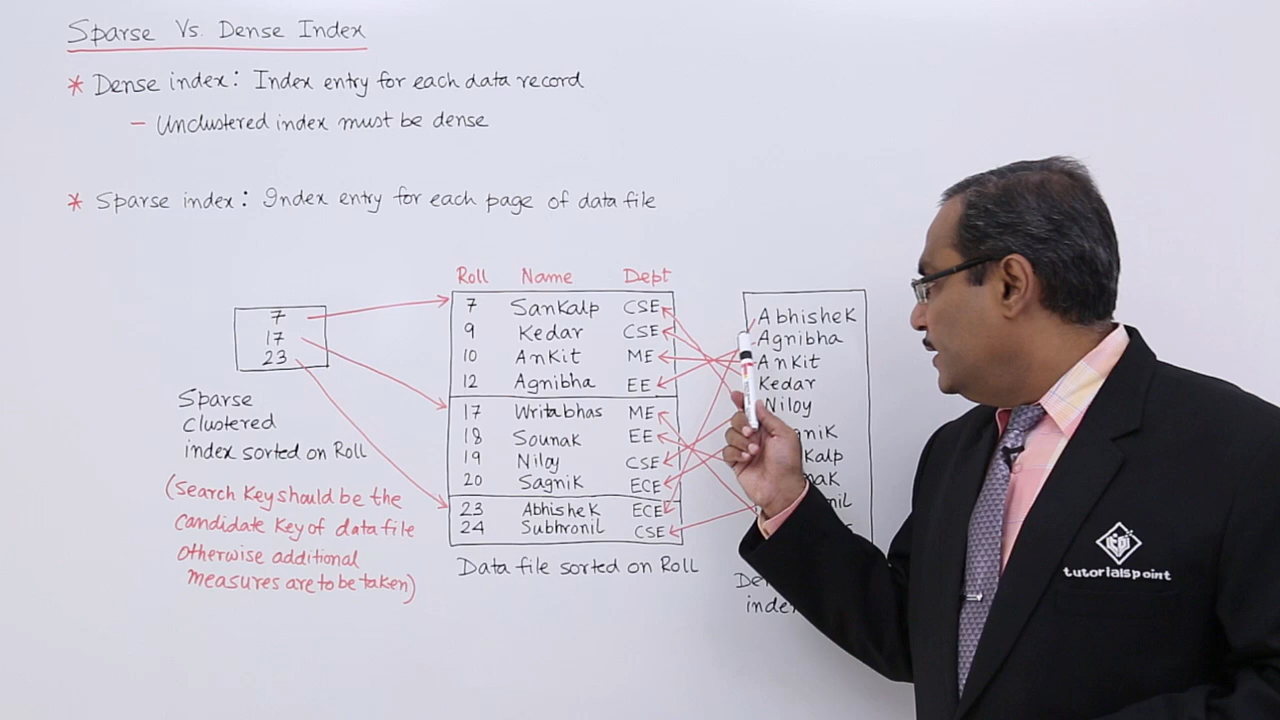 Sparse Vs. Dense Index
* Dense index: Index entry for each data record
- Unclustered index must be dense
* Sparse index: Index entry for each page of data file
Roll Name Dept
7 Sankalp CSE
9 Kedar CSE
10 Ankit ME
12 Agnibha EE
17 Writabhas ME
18 Sounak EE
19 Niloy CSE
20 Sagnik ECE
23 Abhishek ECE
24 Subhronil CSE
Data file sorted on Roll
7
17
23
Sparse
Clustered
index sorted on Roll
(Search Key should be the
candidate Key of data file
otherwise additional
measures are to be taken)
Abhishek
Agnibha
Ankit
Kedar
Niloy
index
tutorialspoint